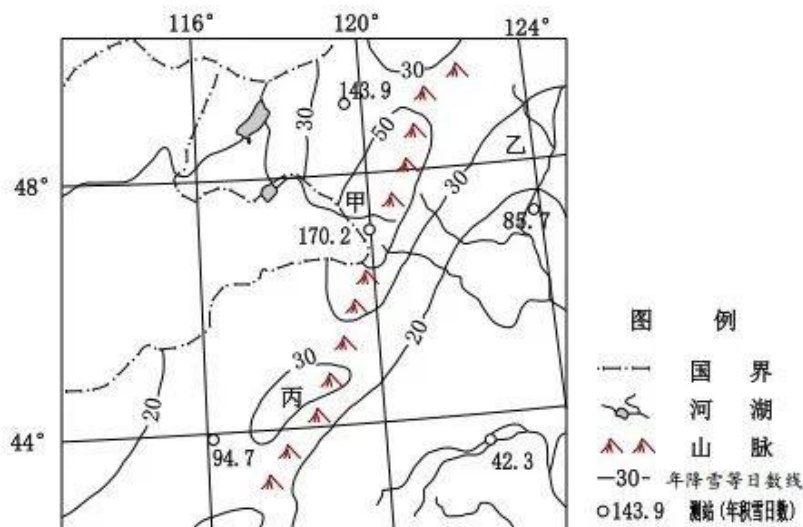 116°
120°
124°
30
143.9
30
50
乙
48°
30
甲
85.7
170.2
20
30
丙
20
44°
94.7
42.3
图 例
国 界
河 湖
山 脉
—30- 年降雪等日数线
143.9 测站(年积雪日数)